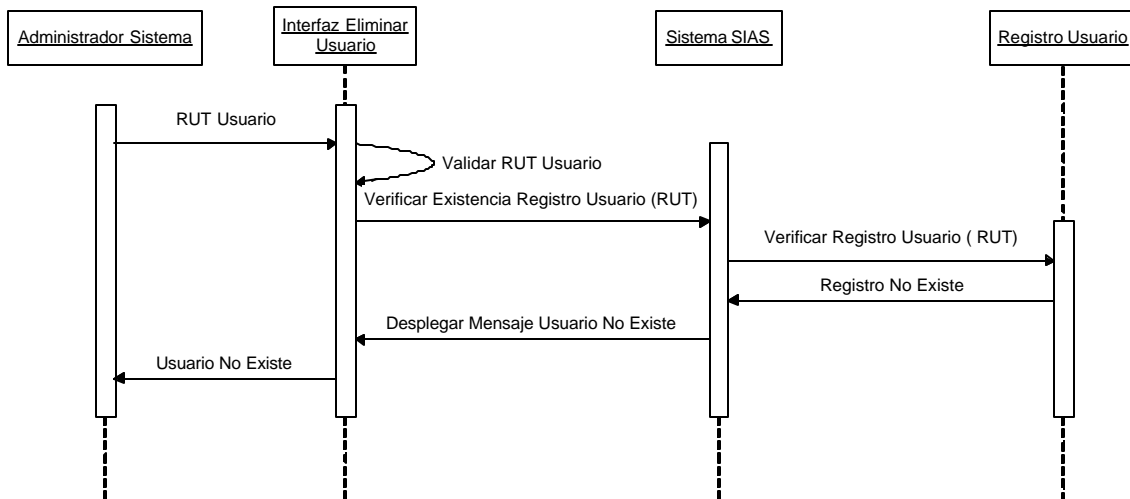 Administrador Sistema
Interfaz Eliminar
Usuario
Sistema SIAS
Registro Usuario
RUT Usuario
Validar RUT Usuario
Verificar Existencia Registro Usuario (RUT)
Verificar Registro Usuario ( RUT)
Registro No Existe
Desplegar Mensaje Usuario No Existe
Usuario No Existe